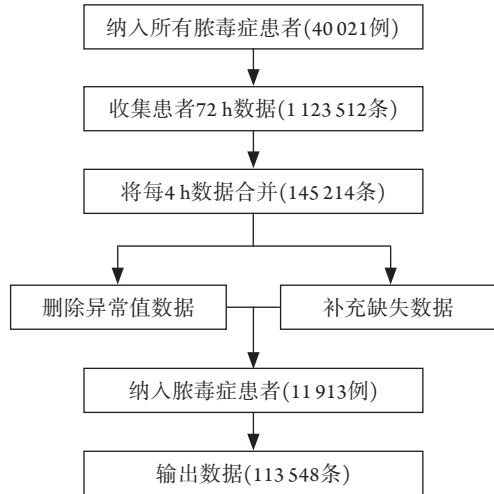 纳入所有脓毒症患者(40 021例)
收集患者72 h数据(1 123 512条)
将每4 h数据合并(145 214条)
删除异常值数据
补充缺失数据
纳入脓毒症患者(11 913例)
输出数据(113 548条)